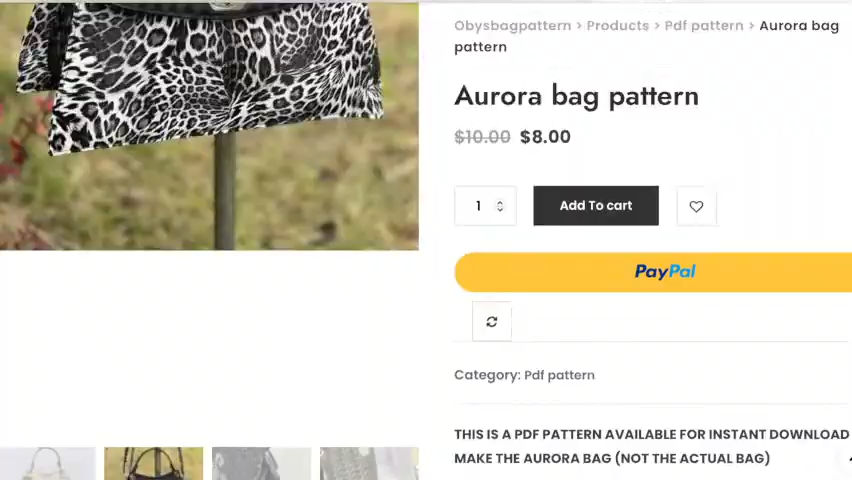 Obysbagpattern > Products > Pdf pattern > Aurora bag
pattern
Aurora bag pattern
$10.00 $8.00
1 Add To cart
PayPal
Category: Pdf pattern
THIS IS A PDF PATTERN AVAILABLE FOR INSTANT DOWNLOAD
MAKE THE AURORA BAG (NOT THE ACTUAL BAG)